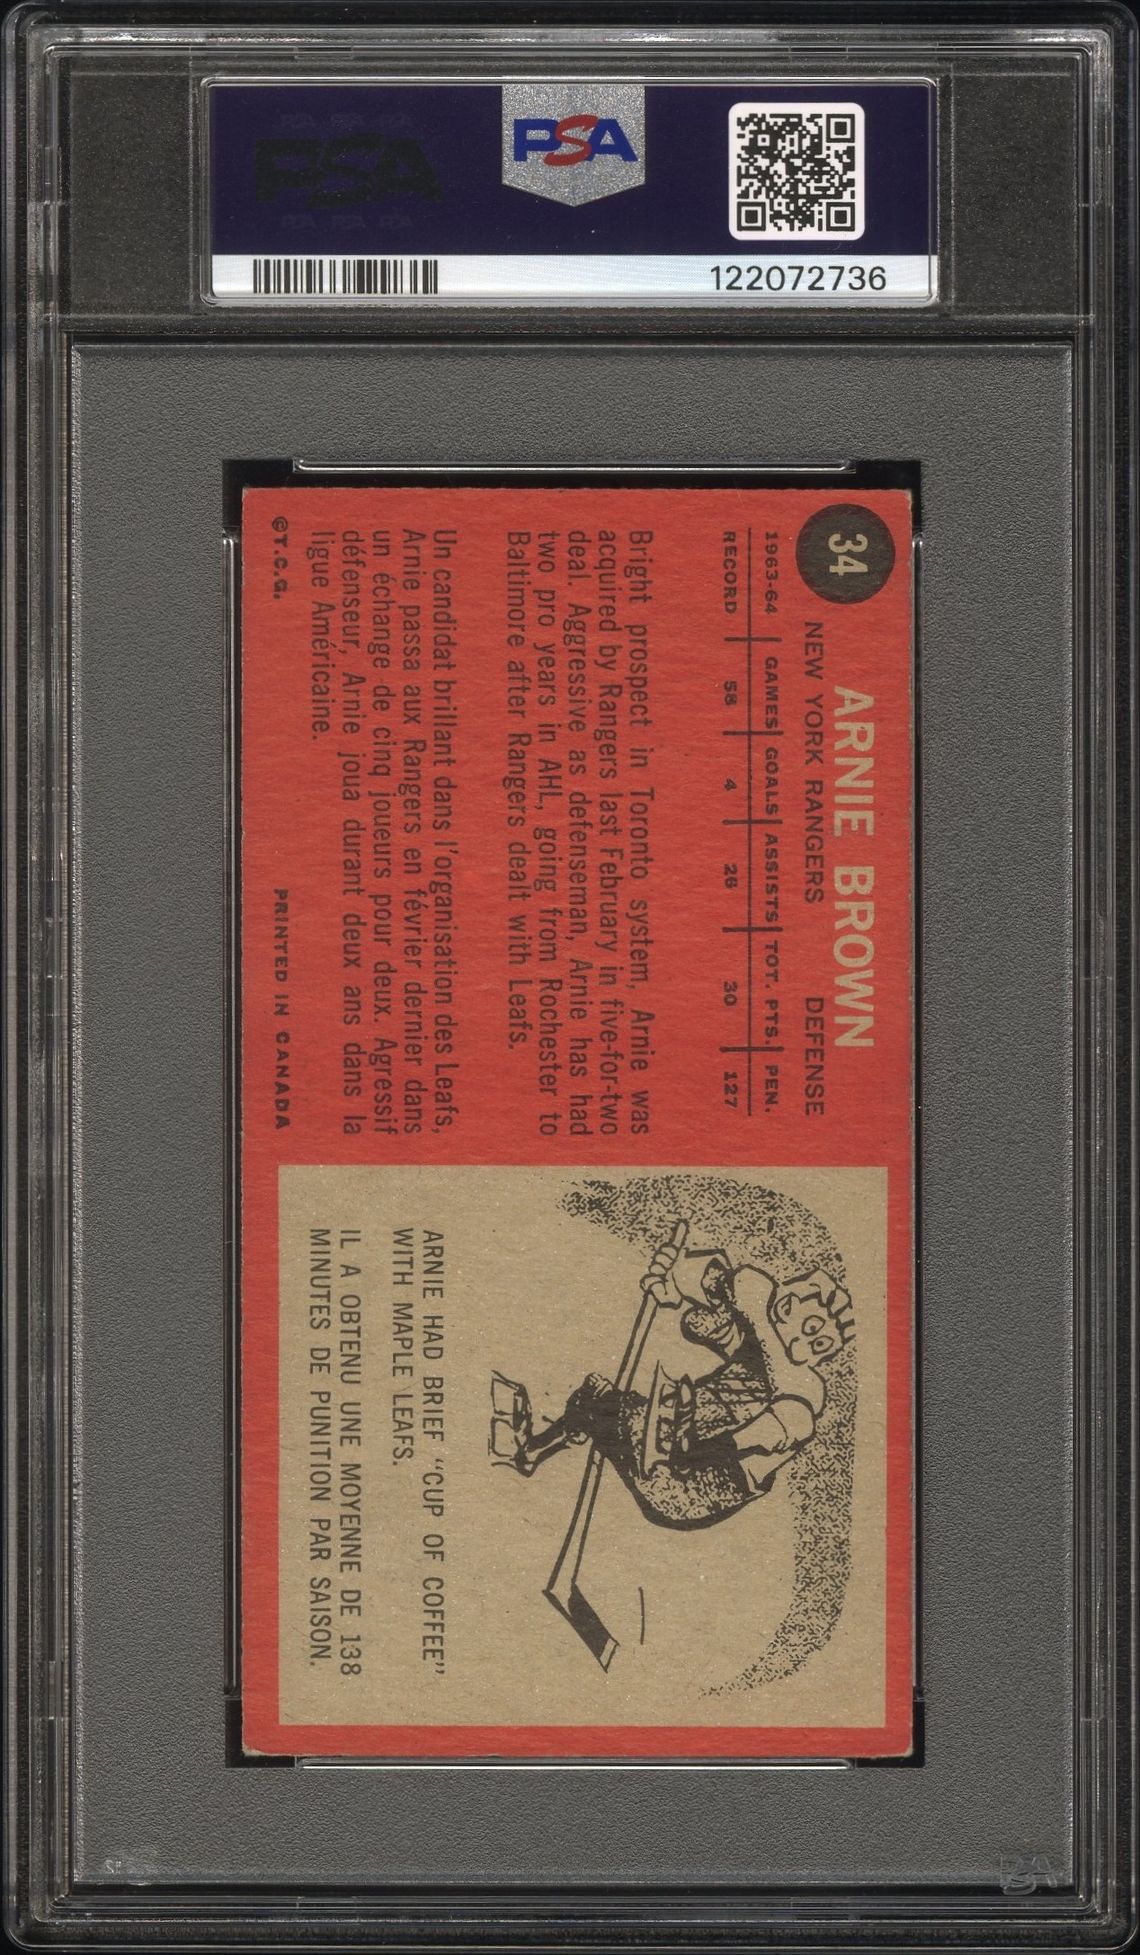 PSA
PSA
122072736
34
ARNIE BROWN
NEW YORK RANGERS DEFENSE
1963-64 GAMES GOALS ASSISTS TOT. PTS. PEN.
RECORD 58 4 26 30 127
Bright prospect in Toronto system, Arnie was
acquired by Rangers last February in five-for-two
deal. Aggressive as defenseman, Arnie has had
two pro years in AHL, going from Rochester to
Baltimore after Rangers dealt with Leafs.
Un candidat brillant dans l'organisation des Leafs,
Arnie passa aux Rangers en février dernier dans
un échange de cinq joueurs pour deux. Agressif
défenseur, Arnie joua durant deux ans dans la
ligue Américaine.
©T.C.G. PRINTED IN CANADA
ARNIE HAD BRIEF "CUP OF COFFEE"
WITH MAPLE LEAFS.
IL A OBTENU UNE MOYENNE DE 138
MINUTES DE PUNITION PAR SAISON.
PSA